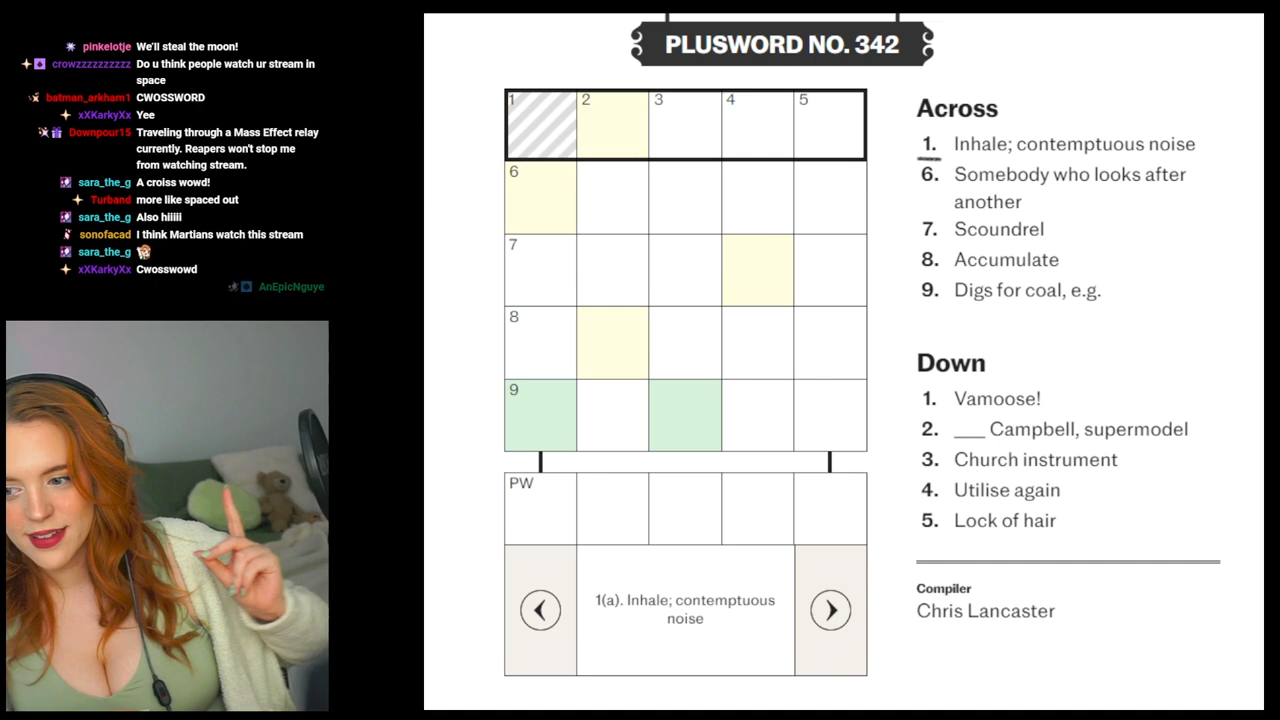 pinkelotje We'll steal the moon!
crowzzzzzzzzzz Do u think people watch ur stream in
space
batman_arkham1 CWOSSWORD
xXKarkyXx Yee
Downpour15 Traveling through a Mass Effect relay
currently. Reapers won't stop me
from watching stream.
sara_the_g A croiss wowd!
Turband more like spaced out
sara_the_g Also hiiiii
sonofacad I think Martians watch this stream
sara_the_g
xXKarkyXx Cwosswowd
AnEpicNguye
PLUSWORD NO. 342
1 2 3 4 5
6
7
8
9
PW
1(a). Inhale; contemptuous
noise
Across
1. Inhale; contemptuous noise
6. Somebody who looks after
another
7. Scoundrel
8. Accumulate
9. Digs for coal, e.g.
Down
1. Vamoose!
2. ___ Campbell, supermodel
3. Church instrument
4. Utilise again
5. Lock of hair
Compiler
Chris Lancaster